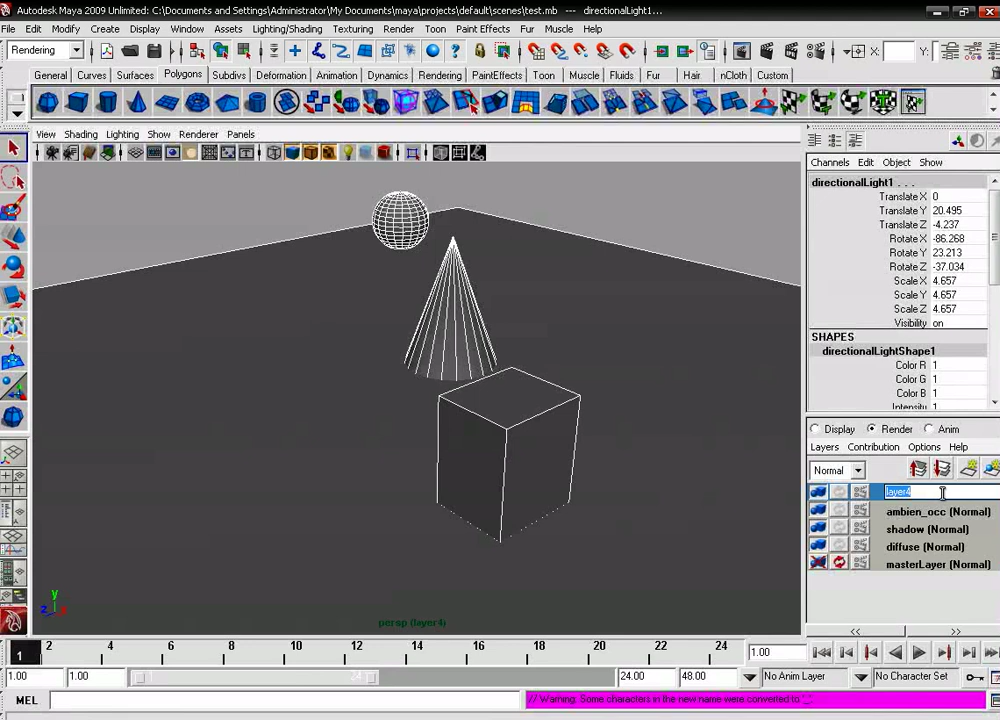 Autodesk Maya 2009 Unlimited: C:\Documents and Settings\Administrator\My Documents\maya\projects\default\scenes\test.mb --- directionalLight1...
File Edit Modify Create Display Window Assets Lighting/Shading Texturing Render Toon Paint Effects Fur Muscle Help
Rendering X: Y:
General Curves Surfaces Polygons Subdivs Deformation Animation Dynamics Rendering PaintEffects Toon Muscle Fluids Fur Hair nCloth Custom
View Shading Lighting Show Renderer Panels
Channels Edit Object Show
directionalLight1 . . .
Translate X 0
Translate Y 20.495
Translate Z -4.237
Rotate X -86.268
Rotate Y 23.213
Rotate Z -37.034
Scale X 4.657
Scale Y 4.657
Scale Z 4.657
Visibility on
SHAPES
directionalLightShape1
Color R 1
Color G 1
Color B 1
Intensity 1
Display Render Anim
Layers Contribution Options Help
Normal
layer4
ambien_occ (Normal)
shadow (Normal)
diffuse (Normal)
masterLayer (Normal)
y
z x
persp (layer4)
<< >>
1 2 4 6 8 10 12 14 16 18 20 22 24 1.00
1.00 1.00 1 24 24.00 48.00 No Anim Layer No Character Set
MEL // Warning: Some characters in the new name were converted to '_'.